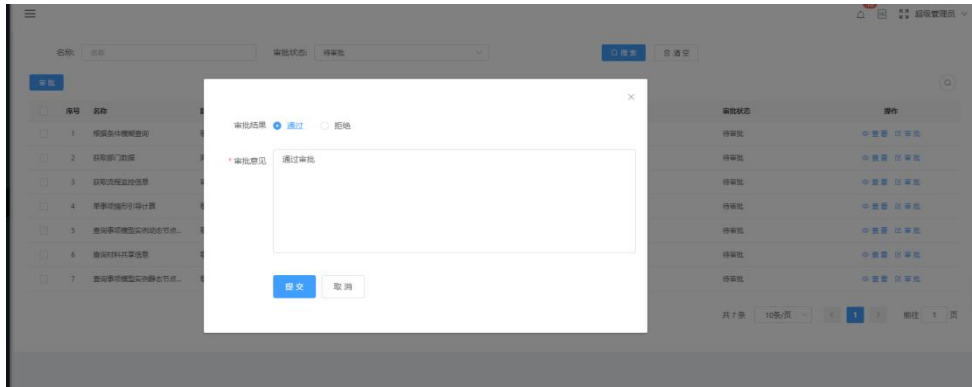 超级管理员
名称: 名称 审批状态: 待审批 搜索 清空
审批
序号 名称 审批状态 操作
审批结果 通过 拒绝
1 根据条件模糊查询 待审批 查看 审批
* 审批意见 通过审批
2 获取部门数据 待审批 查看 审批
3 获取流程监控信息 待审批 查看 审批
4 单事项情形引导计算 待审批 查看 审批
5 查询事项模型实例动态节点... 待审批 查看 审批
6 查询材料共享信息 待审批 查看 审批
7 查询事项模型实例静态节点... 待审批 查看 审批
提交 取消
共 7 条 10条/页 1 前往 1 页